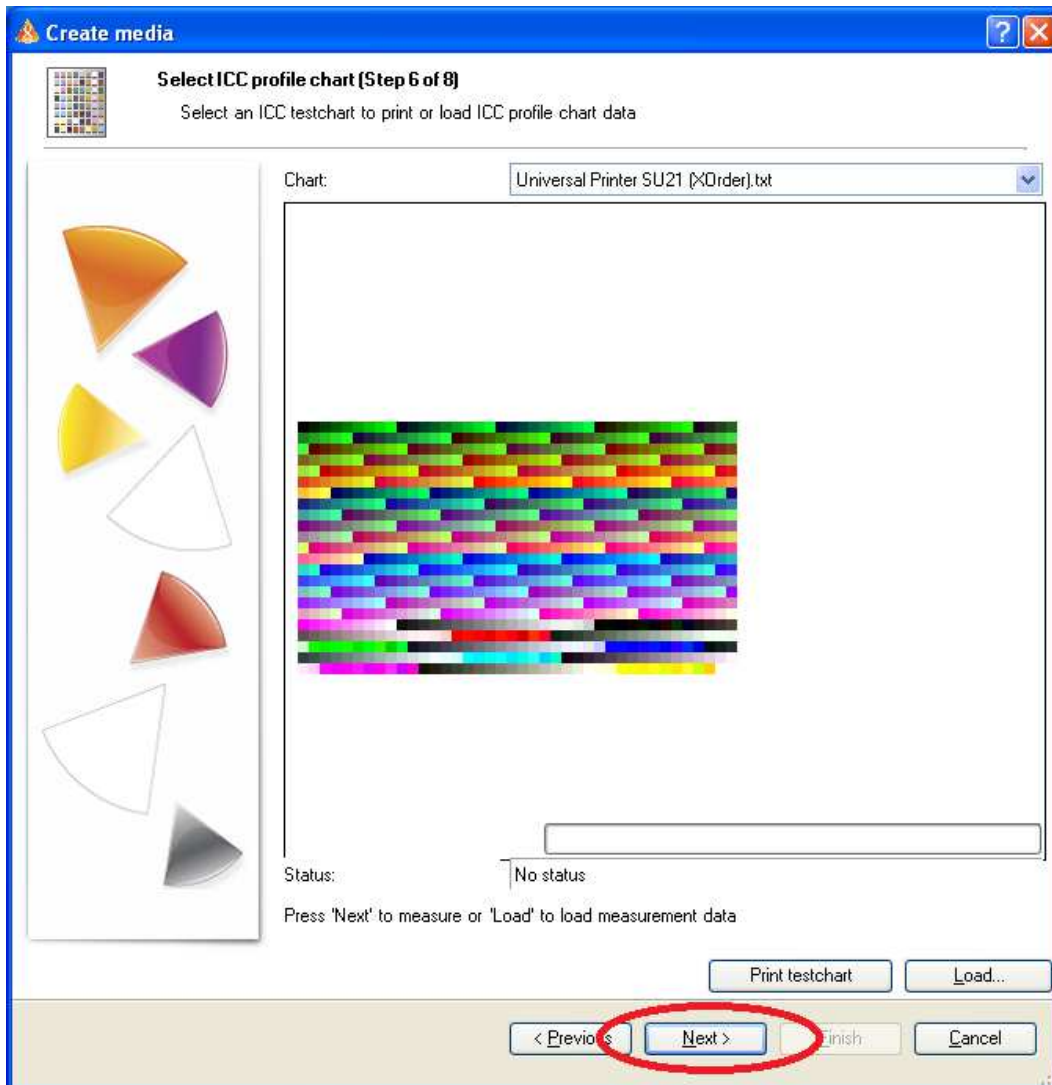 Create media
Select ICC profile chart (Step 6 of 8)
Select an ICC testchart to print or load ICC profile chart data
Chart: Universal Printer SU21 (XOrder).txt
Status: No status
Press 'Next' to measure or 'Load' to load measurement data
Print testchart Load...
< Previous Next > Finish Cancel